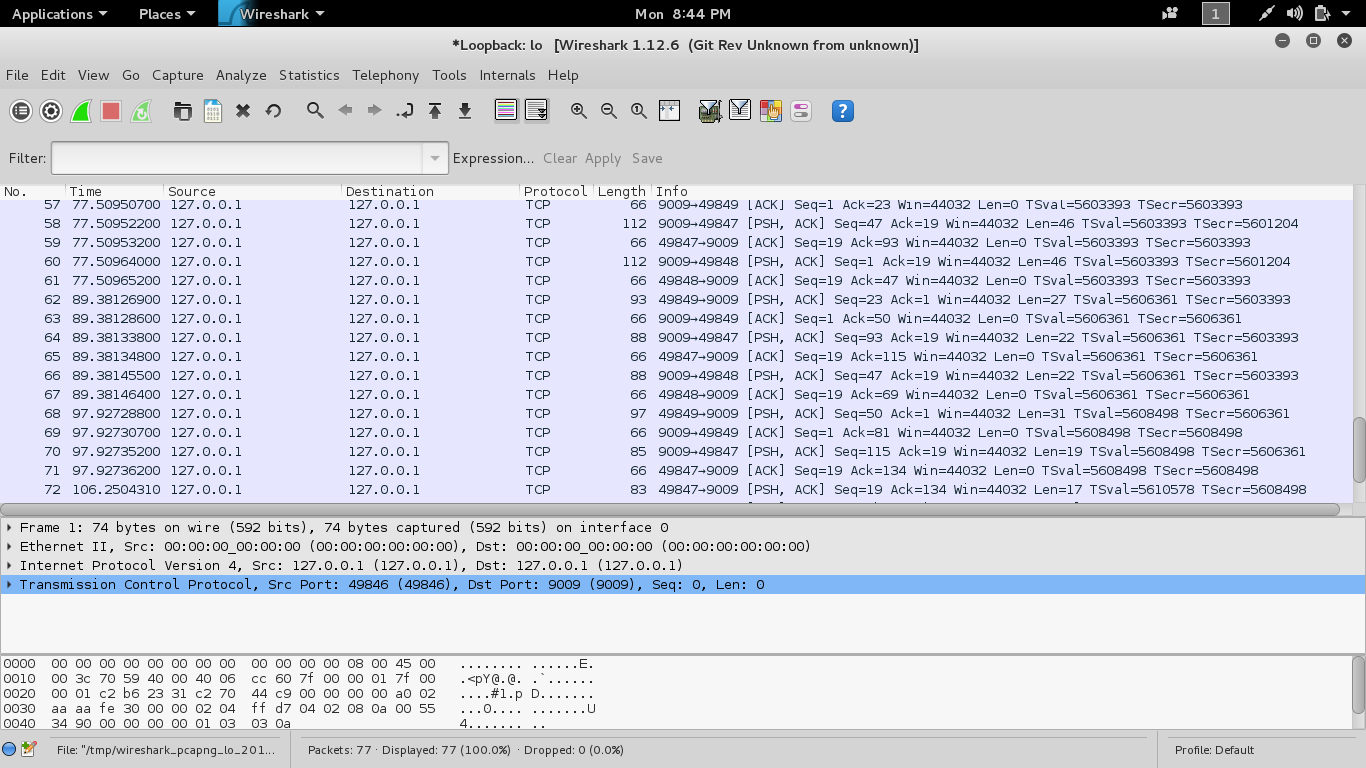 Applications Places Wireshark Mon 8:44 PM 1
*Loopback: lo [Wireshark 1.12.6 (Git Rev Unknown from unknown)]
File Edit View Go Capture Analyze Statistics Telephony Tools Internals Help
Filter: Expression... Clear Apply Save
No. Time Source Destination Protocol Length Info
57 77.50950700 127.0.0.1 127.0.0.1 TCP 66 9009→49849 [ACK] Seq=1 Ack=23 Win=44032 Len=0 TSval=5603393 TSecr=5603393
58 77.50952200 127.0.0.1 127.0.0.1 TCP 112 9009→49847 [PSH, ACK] Seq=47 Ack=19 Win=44032 Len=46 TSval=5603393 TSecr=5601204
59 77.50953200 127.0.0.1 127.0.0.1 TCP 66 49847→9009 [ACK] Seq=19 Ack=93 Win=44032 Len=0 TSval=5603393 TSecr=5603393
60 77.50964000 127.0.0.1 127.0.0.1 TCP 112 9009→49848 [PSH, ACK] Seq=1 Ack=19 Win=44032 Len=46 TSval=5603393 TSecr=5601204
61 77.50965200 127.0.0.1 127.0.0.1 TCP 66 49848→9009 [ACK] Seq=19 Ack=47 Win=44032 Len=0 TSval=5603393 TSecr=5603393
62 89.38126900 127.0.0.1 127.0.0.1 TCP 93 49849→9009 [PSH, ACK] Seq=23 Ack=1 Win=44032 Len=27 TSval=5606361 TSecr=5603393
63 89.38128600 127.0.0.1 127.0.0.1 TCP 66 9009→49849 [ACK] Seq=1 Ack=50 Win=44032 Len=0 TSval=5606361 TSecr=5606361
64 89.38133800 127.0.0.1 127.0.0.1 TCP 88 9009→49847 [PSH, ACK] Seq=93 Ack=19 Win=44032 Len=22 TSval=5606361 TSecr=5603393
65 89.38134800 127.0.0.1 127.0.0.1 TCP 66 49847→9009 [ACK] Seq=19 Ack=115 Win=44032 Len=0 TSval=5606361 TSecr=5606361
66 89.38145500 127.0.0.1 127.0.0.1 TCP 88 9009→49848 [PSH, ACK] Seq=47 Ack=19 Win=44032 Len=22 TSval=5606361 TSecr=5603393
67 89.38146400 127.0.0.1 127.0.0.1 TCP 66 49848→9009 [ACK] Seq=19 Ack=69 Win=44032 Len=0 TSval=5606361 TSecr=5606361
68 97.92728800 127.0.0.1 127.0.0.1 TCP 97 49849→9009 [PSH, ACK] Seq=50 Ack=1 Win=44032 Len=31 TSval=5608498 TSecr=5606361
69 97.92730700 127.0.0.1 127.0.0.1 TCP 66 9009→49849 [ACK] Seq=1 Ack=81 Win=44032 Len=0 TSval=5608498 TSecr=5608498
70 97.92735200 127.0.0.1 127.0.0.1 TCP 85 9009→49847 [PSH, ACK] Seq=115 Ack=19 Win=44032 Len=19 TSval=5608498 TSecr=5606361
71 97.92736200 127.0.0.1 127.0.0.1 TCP 66 49847→9009 [ACK] Seq=19 Ack=134 Win=44032 Len=0 TSval=5608498 TSecr=5608498
72 106.2504310 127.0.0.1 127.0.0.1 TCP 83 49847→9009 [PSH, ACK] Seq=19 Ack=134 Win=44032 Len=17 TSval=5610578 TSecr=5608498
Frame 1: 74 bytes on wire (592 bits), 74 bytes captured (592 bits) on interface 0
Ethernet II, Src: 00:00:00_00:00:00 (00:00:00:00:00:00), Dst: 00:00:00_00:00:00 (00:00:00:00:00:00)
Internet Protocol Version 4, Src: 127.0.0.1 (127.0.0.1), Dst: 127.0.0.1 (127.0.0.1)
Transmission Control Protocol, Src Port: 49846 (49846), Dst Port: 9009 (9009), Seq: 0, Len: 0
0000 00 00 00 00 00 00 00 00 00 00 00 00 08 00 45 00 ........ ......E.
0010 00 3c 70 59 40 00 40 06 cc 60 7f 00 00 01 7f 00 .<pY@.@. .`......
0020 00 01 c2 b6 23 31 c2 70 44 c9 00 00 00 00 a0 02 ....#1.p D.......
0030 aa aa fe 30 00 00 02 04 ff d7 04 02 08 0a 00 55 ...0.... .......U
0040 34 90 00 00 00 00 01 03 03 0a 4....... ..
File: "/tmp/wireshark_pcapng_lo_201... Packets: 77 · Displayed: 77 (100.0%) · Dropped: 0 (0.0%) Profile: Default